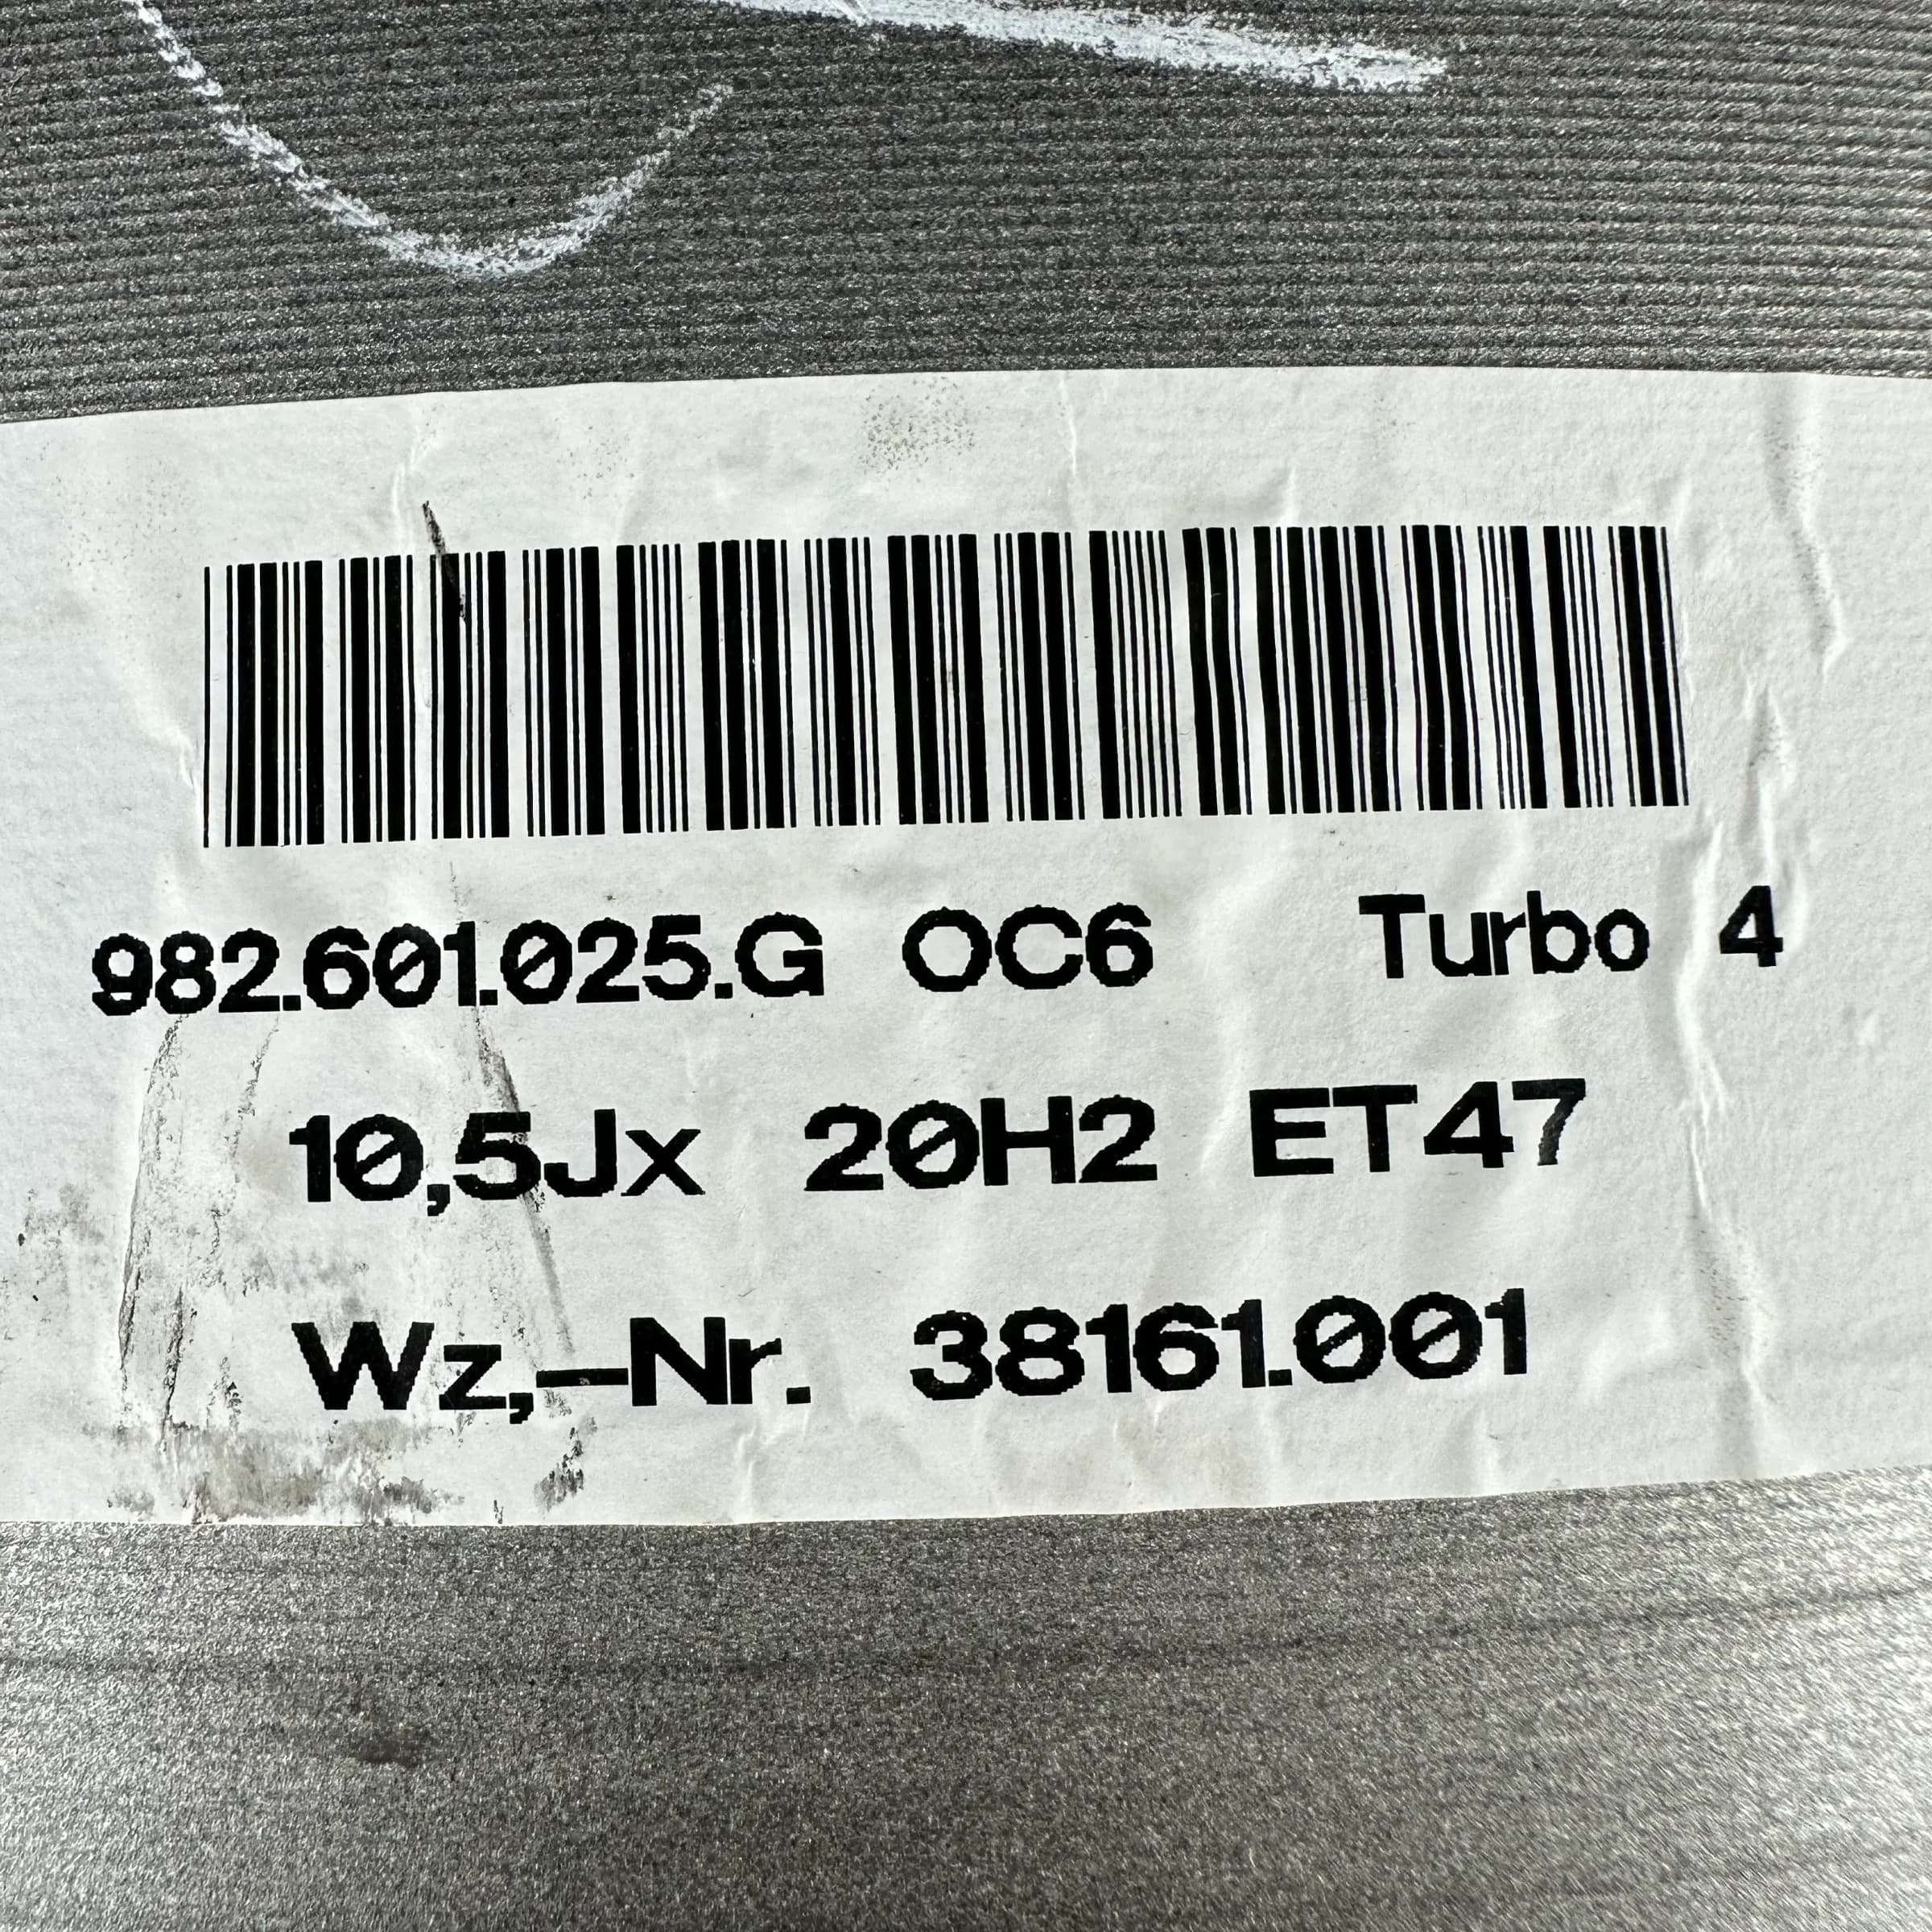 982.601.025.G OC6 Turbo 4
10,5Jx 20H2 ET47
Wz,-Nr. 38161.001